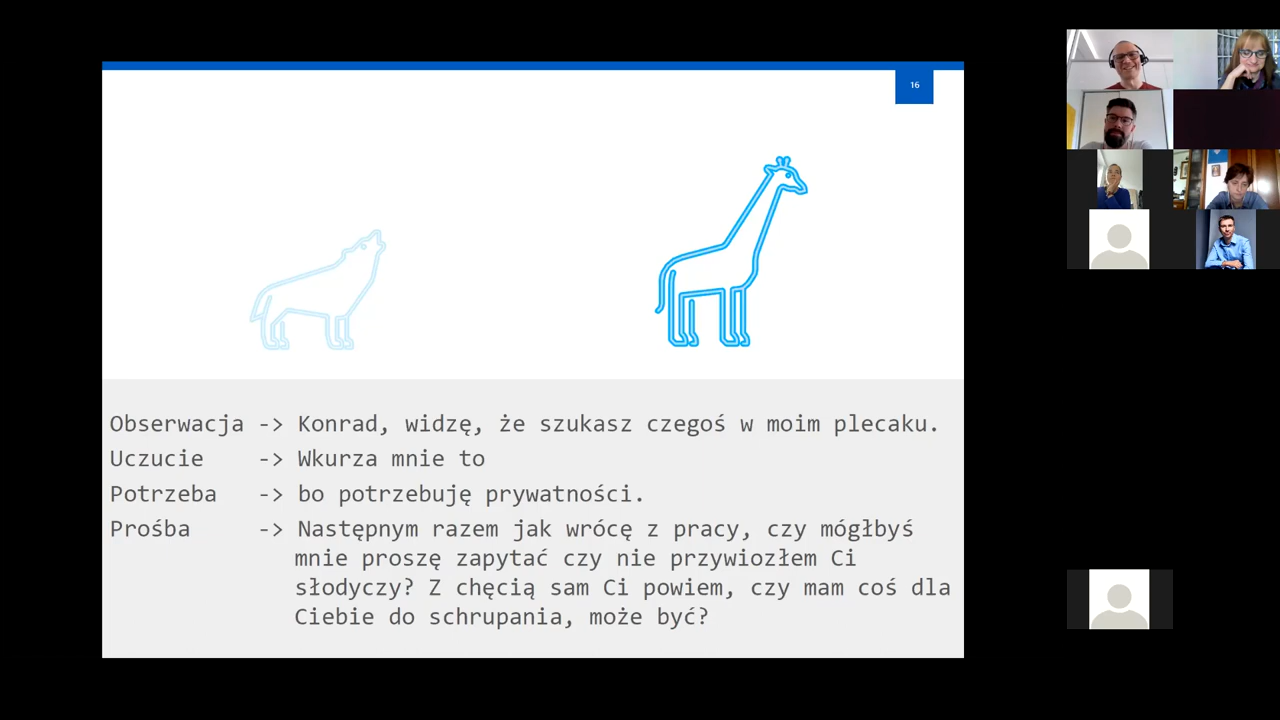 16
Obserwacja -> Konrad, widzę, że szukasz czegoś w moim plecaku.
Uczucie -> Wkurza mnie to
Potrzeba -> bo potrzebuję prywatności.
Prośba -> Następnym razem jak wrócę z pracy, czy mógłbyś
mnie proszę zapytać czy nie przywiozłem Ci
słodyczy? Z chęcią sam Ci powiem, czy mam coś dla
Ciebie do schrupania, może być?